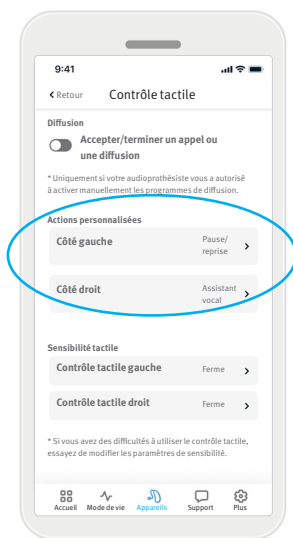 9:41
Retour Contrôle tactile
Diffusion
Accepter/terminer un appel ou
une diffusion
* Uniquement si votre audioprothésiste vous a autorisé
à activer manuellement les programmes de diffusion.
Actions personnalisées
Côté gauche Pause/
reprise
Côté droit Assistant
vocal
Sensibilité tactile
Contrôle tactile gauche Ferme
Contrôle tactile droit Ferme
* Si vous avez des difficultés à utiliser le contrôle tactile,
essayez de modifier les paramètres de sensibilité.
Accueil Mode de vie Appareils Support Plus